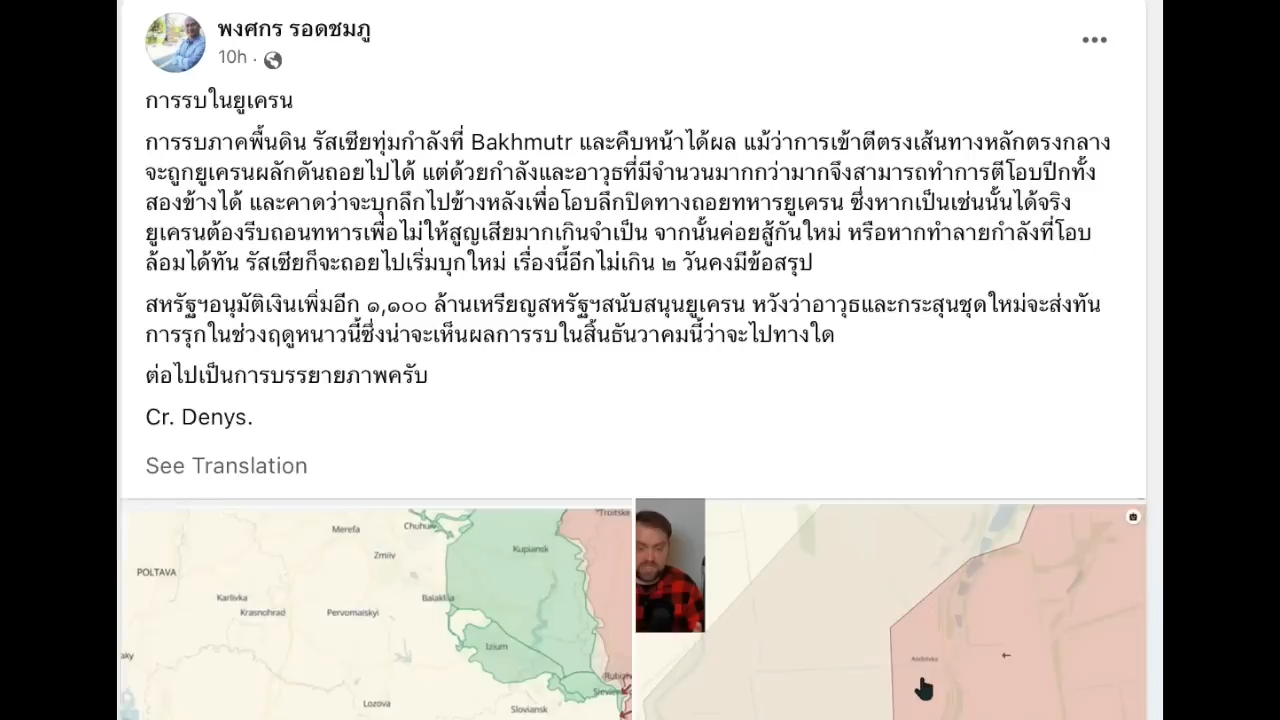 พงศกร รอดชมภู
10h ·
การรบในยูเครน
การรบภาคพื้นดิน รัสเซียทุ่มกำลังที่ Bakhmutr และคืบหน้าได้ผล แม้ว่าการเข้าตีตรงเส้นทางหลักตรงกลาง
จะถูกยูเครนผลักดันถอยไปได้ แต่ด้วยกำลังและอาวุธที่มีจำนวนมากกว่ามากจึงสามารถทำการตีโอบปีกทั้ง
สองข้างได้ และคาดว่าจะบุกลึกไปข้างหลังเพื่อโอบลึกปิดทางถอยทหารยูเครน ซึ่งหากเป็นเช่นนั้นได้จริง
ยูเครนต้องรีบถอนทหารเพื่อไม่ให้สูญเสียมากเกินจำเป็น จากนั้นค่อยสู้กันใหม่ หรือหากทำลายกำลังที่โอบ
ล้อมได้ทัน รัสเซียก็จะถอยไปเริ่มบุกใหม่ เรื่องนี้อีกไม่เกิน ๒ วันคงมีข้อสรุป
สหรัฐฯอนุมัติเงินเพิ่มอีก ๑,๑๐๐ ล้านเหรียญสหรัฐฯสนับสนุนยูเครน หวังว่าอาวุธและกระสุนชุดใหม่จะส่งทัน
การรุกในช่วงฤดูหนาวนี้ซึ่งน่าจะเห็นผลการรบในสิ้นธันวาคมนี้ว่าจะไปทางใด
ต่อไปเป็นการบรรยายภาพครับ
Cr. Denys.
See Translation
Troitske
Merefa
Chuhuiv
Kupiansk
Zmiiv
POLTAVA
Karlivka
Balakliia
Krasnohrad
Pervomaiskyi
Izium
Lozova
Sloviansk